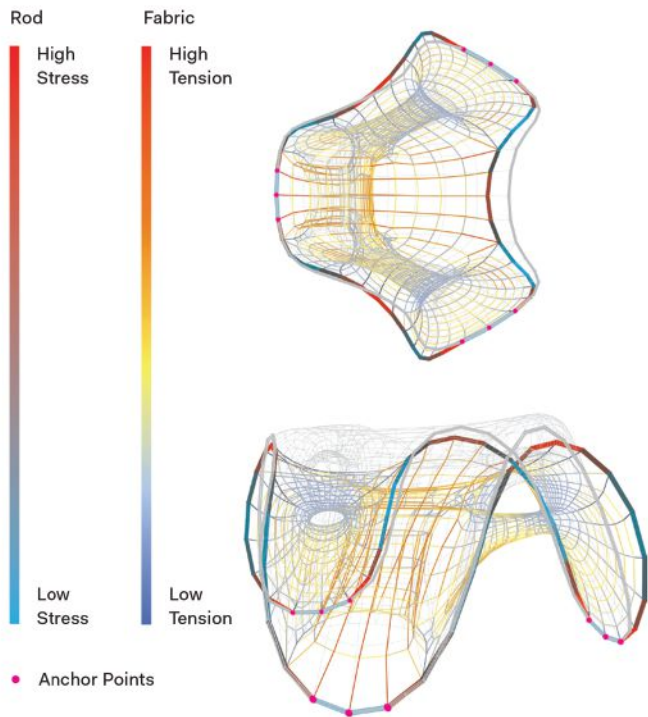 Rod
Fabric
High
Stress
High
Tension
Low
Stress
Low
Tension
Anchor Points